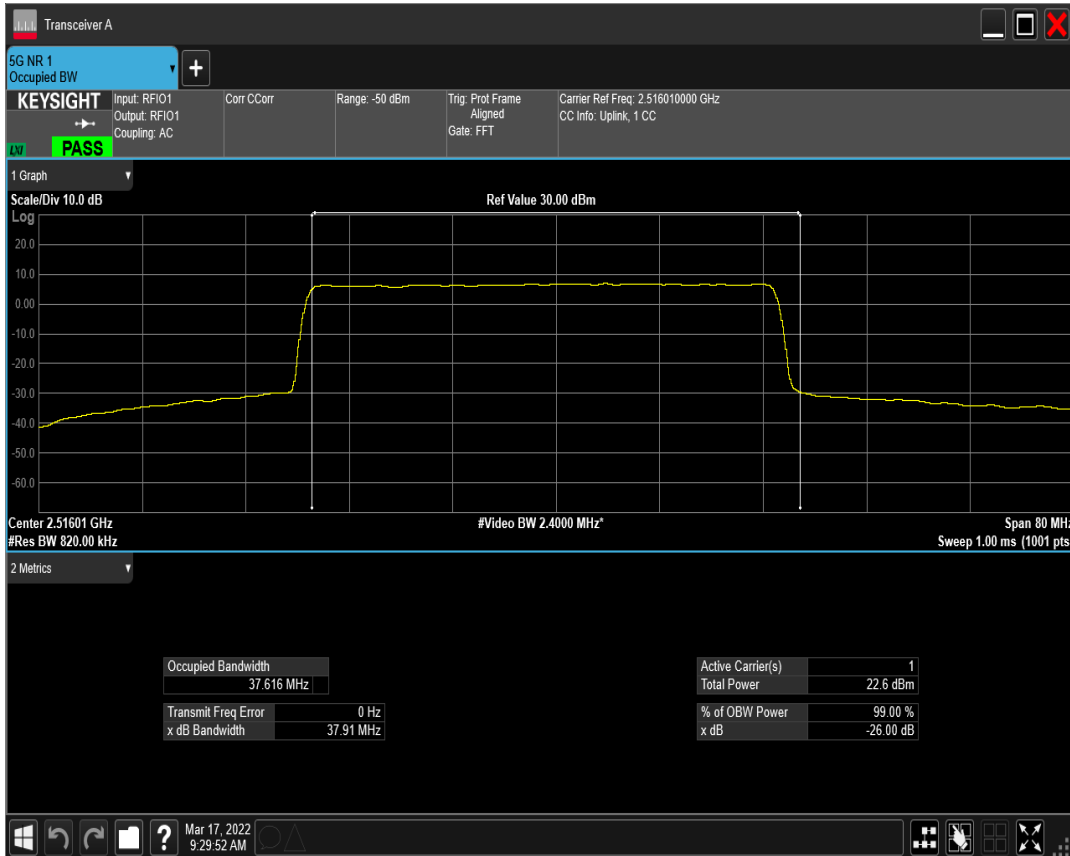 Transceiver A
5G NR 1
Occupied BW
+
KEYSIGHT
Input: RFIO1
Output: RFIO1
Coupling: AC
Corr CCorr
Range: -50 dBm
Trig: Prot Frame
Aligned
Gate: FFT
Carrier Ref Freq: 2.516010000 GHz
CC Info: Uplink, 1 CC
LXI
PASS
1 Graph
Scale/Div 10.0 dB
Ref Value 30.00 dBm
Log
20.0
10.0
0.00
-10.0
-20.0
-30.0
-40.0
-50.0
-60.0
Center 2.51601 GHz
#Video BW 2.4000 MHz*
Span 80 MHz
#Res BW 820.00 kHz
Sweep 1.00 ms (1001 pts
2 Metrics
Occupied Bandwidth
37.616 MHz
Transmit Freq Error 0 Hz
x dB Bandwidth 37.91 MHz
Active Carrier(s) 1
Total Power 22.6 dBm
% of OBW Power 99.00 %
x dB -26.00 dB
?
Mar 17, 2022
9:29:52 AM